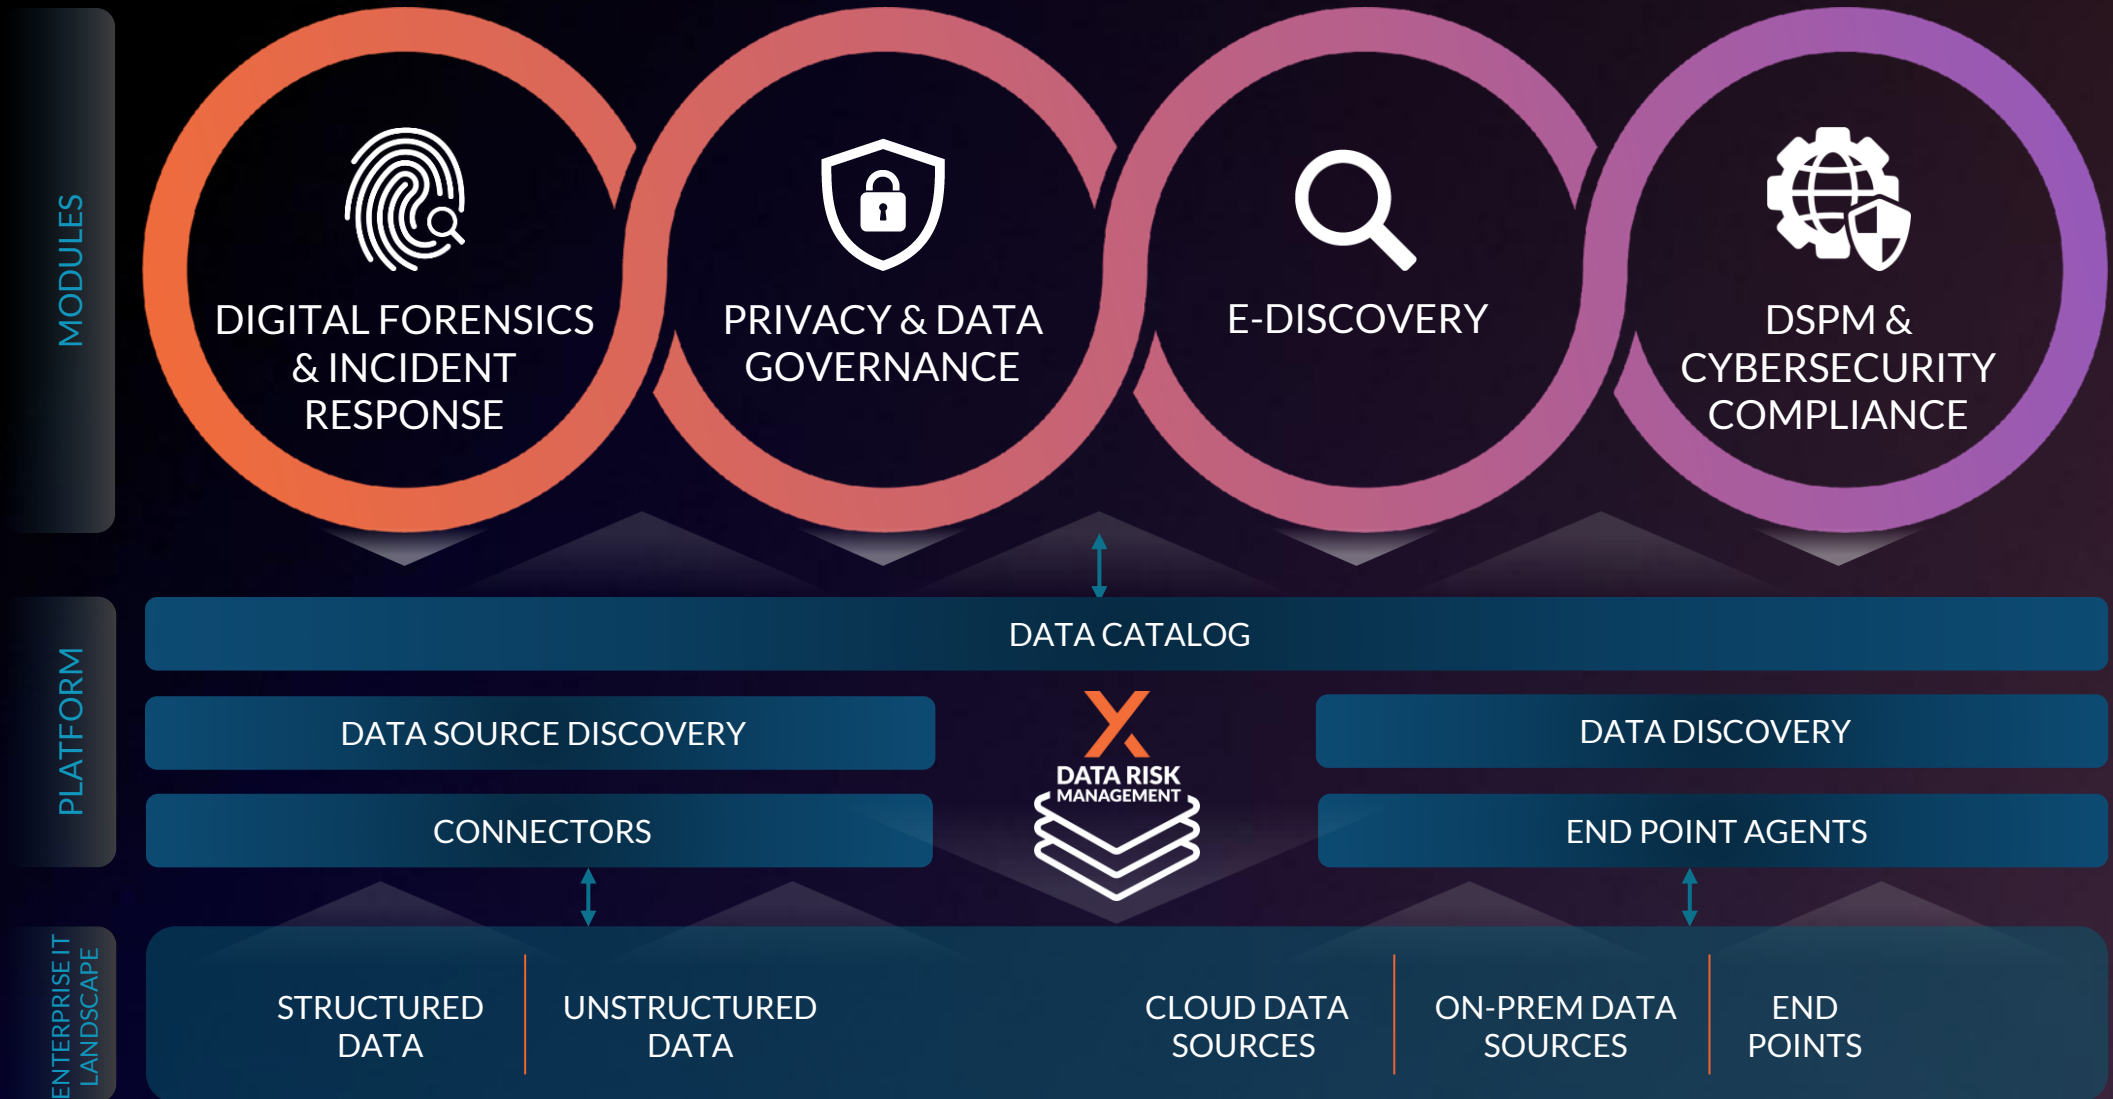 MODULES
DIGITAL FORENSICS
& INCIDENT
RESPONSE
PRIVACY & DATA
GOVERNANCE
E-DISCOVERY
DSPM &
CYBERSECURITY
COMPLIANCE
PLATFORM
DATA CATALOG
DATA SOURCE DISCOVERY
DATA RISK
MANAGEMENT
DATA DISCOVERY
CONNECTORS
END POINT AGENTS
ENTERPRISE IT
LANDSCAPE
STRUCTURED
DATA
UNSTRUCTURED
DATA
CLOUD DATA
SOURCES
ON-PREM DATA
SOURCES
END
POINTS